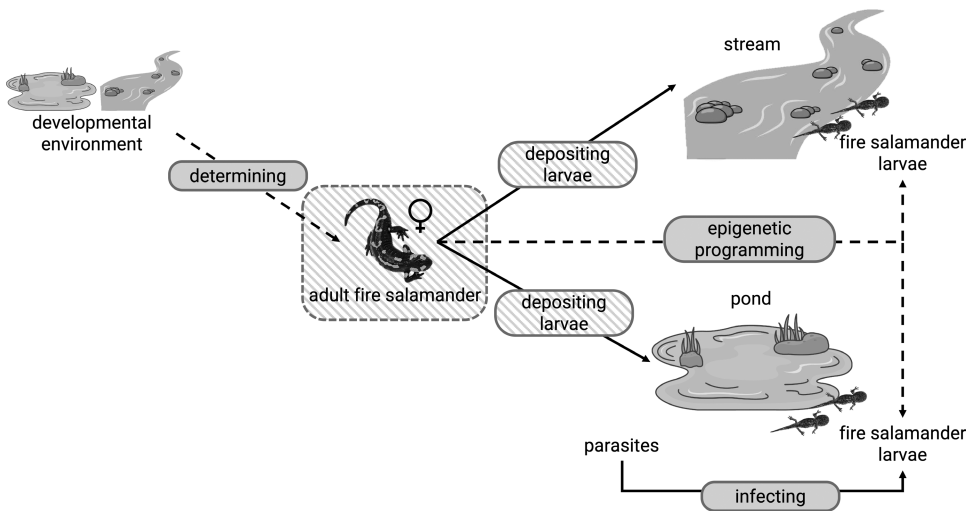 stream
developmental
environment
determining
depositing
larvae
fire salamander
larvae
epigenetic
programming
adult fire salamander
depositing
larvae
pond
fire salamander
larvae
parasites
infecting